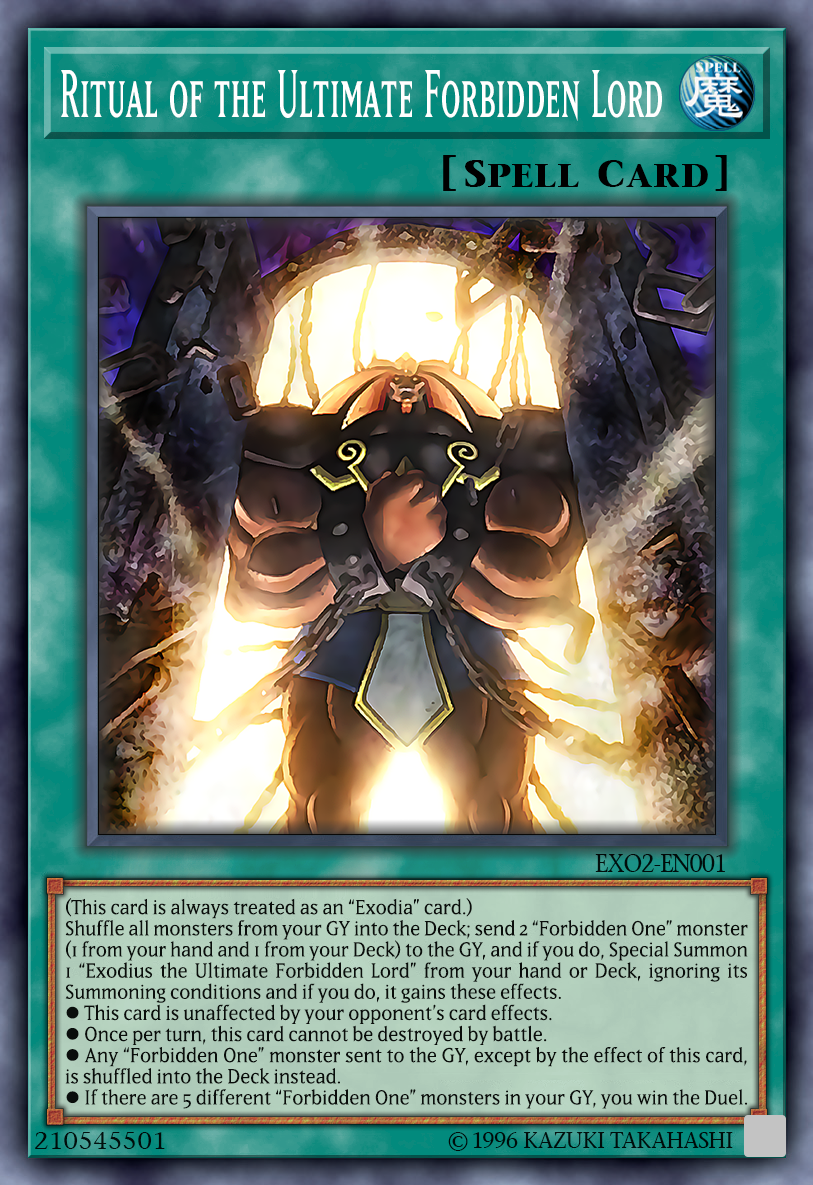 Ritual of the Ultimate Forbidden Lord
SPELL
魔
[Spell Card]
EXO2-EN001
(This card is always treated as an “Exodia” card.)
Shuffle all monsters from your GY into the Deck; send 2 “Forbidden One” monster
(1 from your hand and 1 from your Deck) to the GY, and if you do, Special Summon
1 “Exodius the Ultimate Forbidden Lord” from your hand or Deck, ignoring its
Summoning conditions and if you do, it gains these effects.
● This card is unaffected by your opponent’s card effects.
● Once per turn, this card cannot be destroyed by battle.
● Any “Forbidden One” monster sent to the GY, except by the effect of this card,
is shuffled into the Deck instead.
● If there are 5 different “Forbidden One” monsters in your GY, you win the Duel.
210545501
© 1996 KAZUKI TAKAHASHI